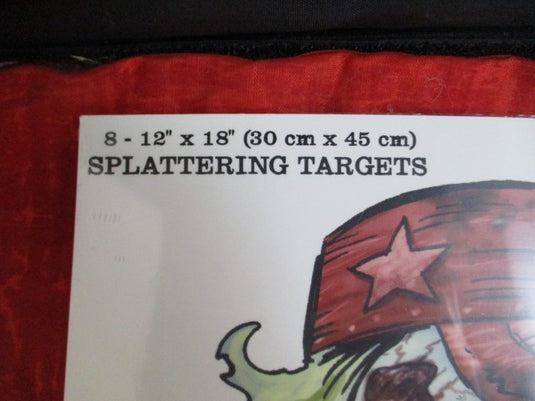 8 - 12" x 18" (30 cm x 45 cm)
SPLATTERING TARGETS